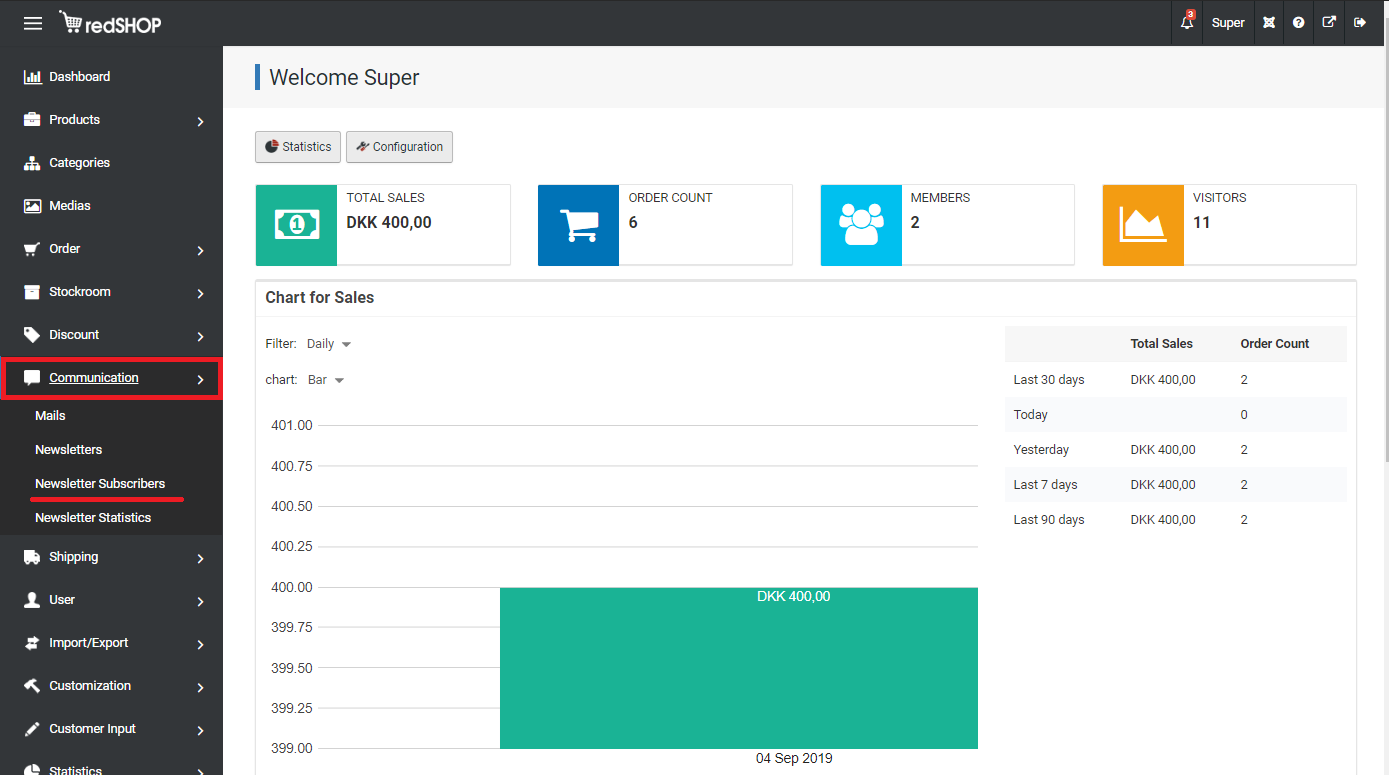 redSHOP
3
Super
Dashboard
Products
Categories
Medias
Order
Stockroom
Discount
Communication
Mails
Newsletters
Newsletter Subscribers
Newsletter Statistics
Shipping
User
Import/Export
Customization
Customer Input
Statistics
Welcome Super
Statistics
Configuration
TOTAL SALES
DKK 400,00
ORDER COUNT
6
MEMBERS
2
VISITORS
11
Chart for Sales
Filter: Daily
chart: Bar
401.00
400.75
400.50
400.25
400.00
399.75
399.50
399.25
399.00
DKK 400,00
04 Sep 2019
Total Sales Order Count
Last 30 days DKK 400,00 2
Today 0
Yesterday DKK 400,00 2
Last 7 days DKK 400,00 2
Last 90 days DKK 400,00 2